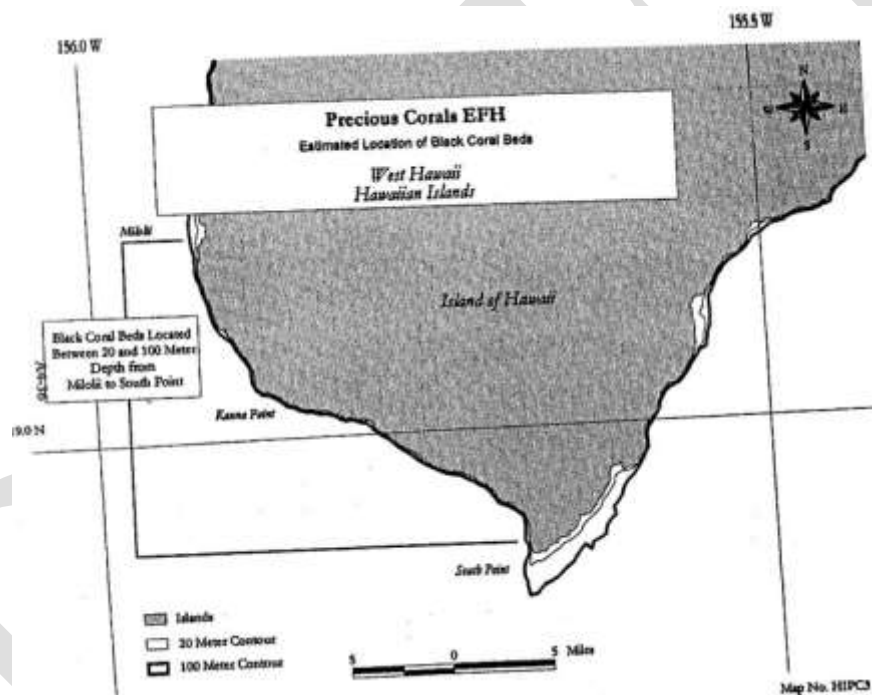 156.0 W
155.5 W
Precious Corals EFH
Estimated Location of Black Coral Beds
West Hawaii
Hawaiian Islands
N
E
S
Milolii
Island of Hawaii
Black Coral Beds Located
Between 20 and 100 Meter
Depth from
Milolii to South Point
Kauna Point
9.0 N
South Point
Islands
20 Meter Contour
100 Meter Contour
5 0 5 Miles
Map No. HIPC3